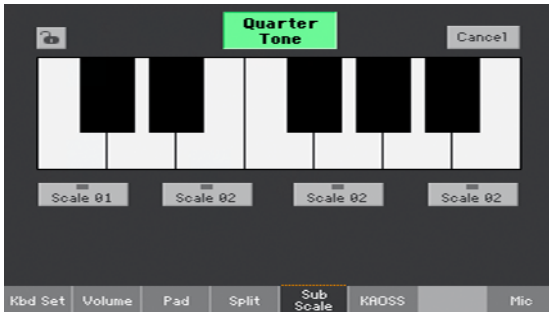 Quarter
Tone
Cancel
Scale 01
Scale 02
Scale 02
Scale 02
Kbd Set
Volume
Pad
Split
Sub
Scale
KAOSS
Mic